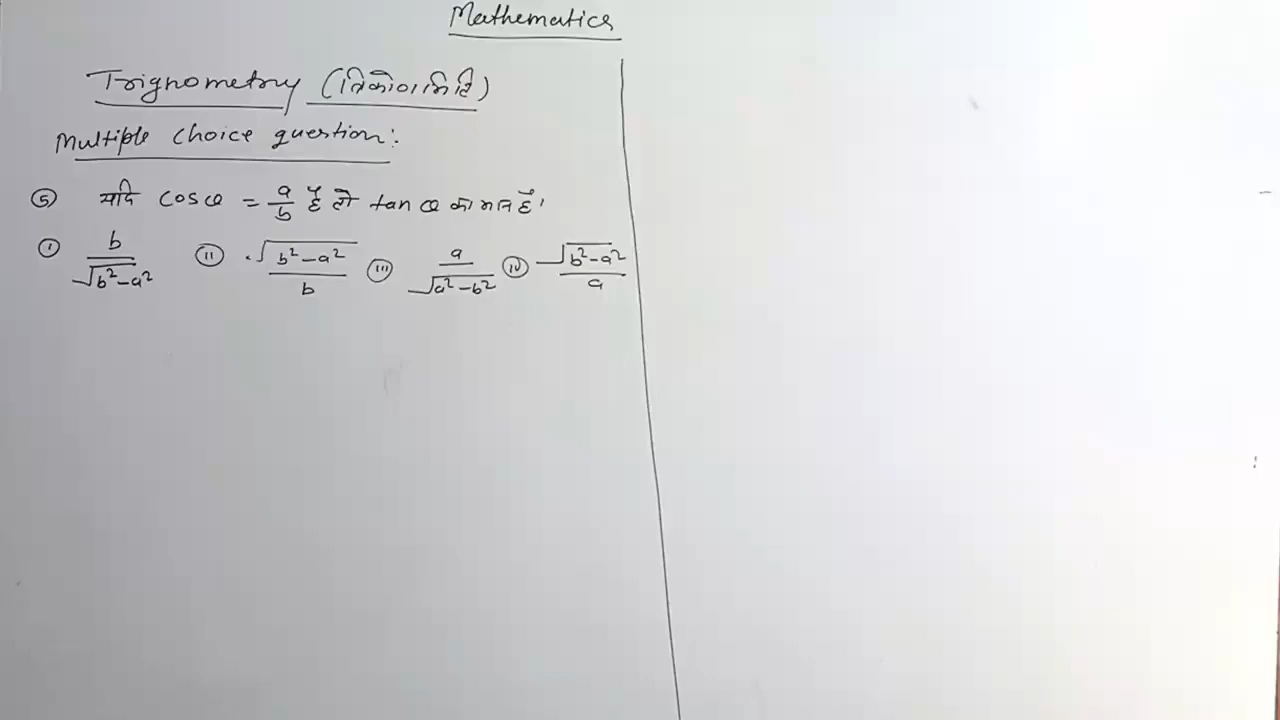 Mathematics
Trignometry (त्रिकोणमिति)
Multiple choice question:
⑤ यदि cosθ = a/b है तो tan θ का मान है।
ⓘ b/√(b²-a²) ⓘⓘ √(b²-a²)/b ⓘⓘⓘ a/√(a²-b²) ⓘⓥ √(b²-a²)/a